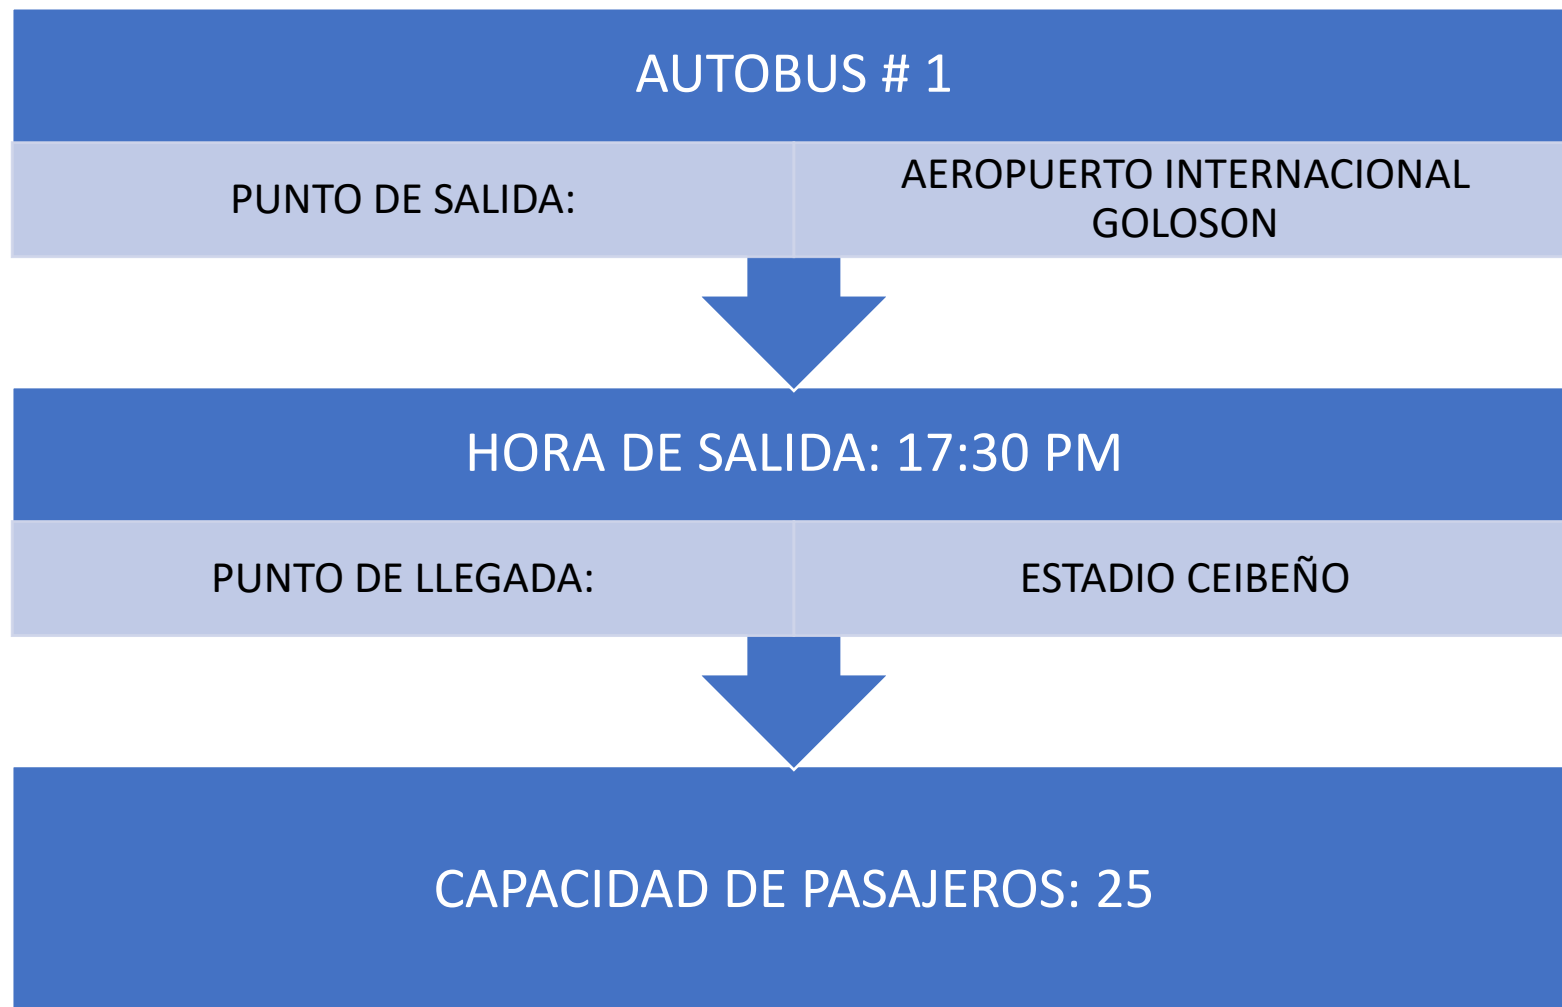 AUTOBUS # 1
PUNTO DE SALIDA:
AEROPUERTO INTERNACIONAL
GOLOSON
HORA DE SALIDA: 17:30 PM
PUNTO DE LLEGADA:
ESTADIO CEIBEÑO
CAPACIDAD DE PASAJEROS: 25